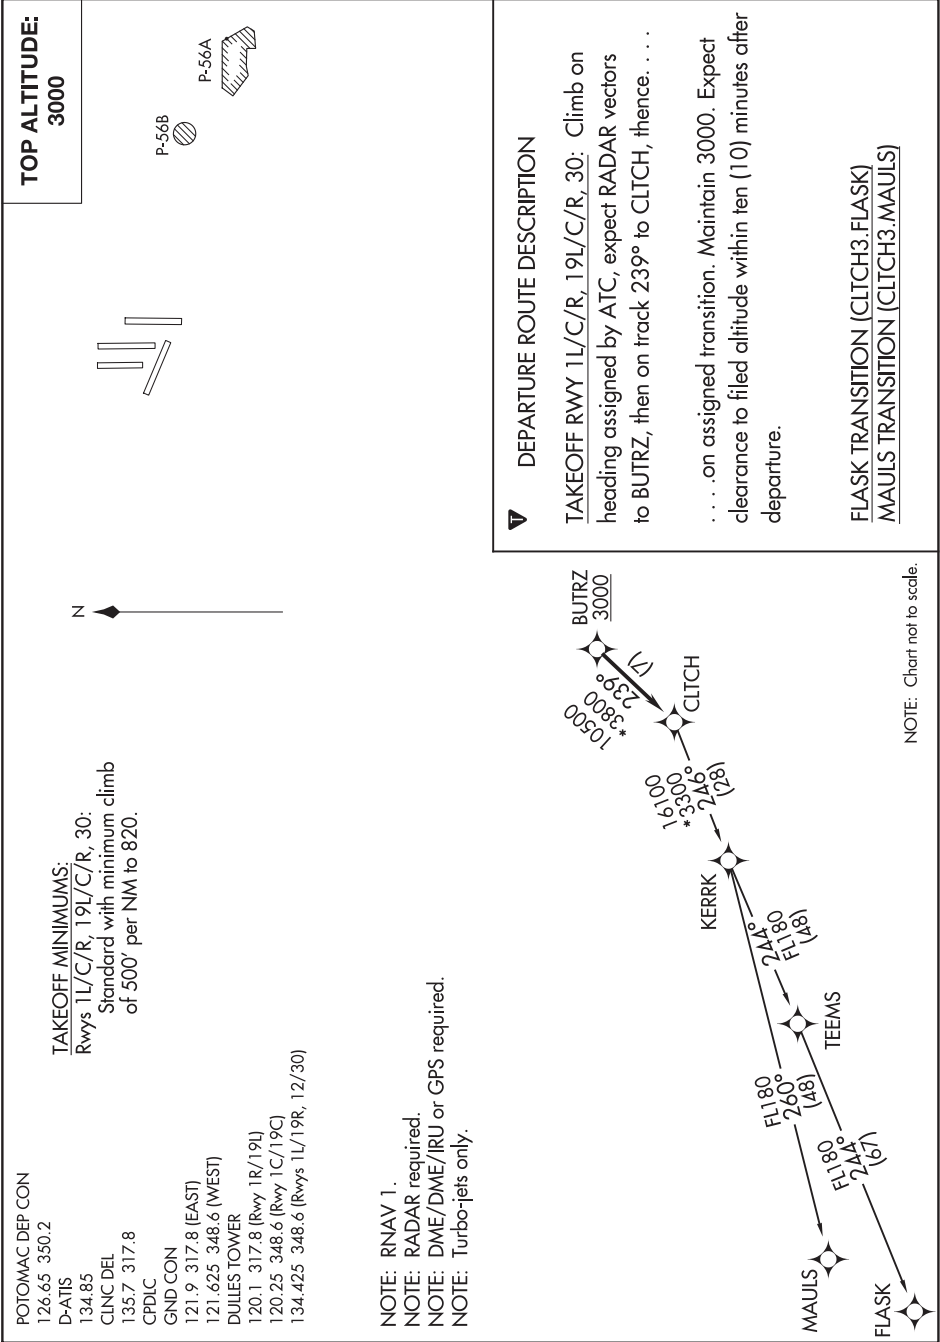 TOP ALTITUDE:
3000
POTOMAC DEP CON
126.65 350.2
D-ATIS
134.85
CLNC DEL
135.7 317.8
CPDLC
GND CON
121.9 317.8 (EAST)
121.625 348.6 (WEST)
DULLES TOWER
120.1 317.8 (Rwy 1R/19L)
120.25 348.6 (Rwy 1C/19C)
134.425 348.6 (Rwys 1L/19R, 12/30)
TAKEOFF MINIMUMS:
Rwys 1L/C/R, 19L/C/R, 30:
Standard with minimum climb
of 500' per NM to 820.
N
P-56B
P-56A
NOTE: RNAV 1.
NOTE: RADAR required.
NOTE: DME/DME/IRU or GPS required.
NOTE: Turbo-jets only.
BUTRZ
3000
10500
*3800
239°
(7)
CLTCH
16100
*3300
246°
(28)
KERRK
244°
FL180
(48)
TEEMS
FL180
260°
(48)
FL180
244°
(67)
MAULS
FLASK
NOTE: Chart not to scale.
T
DEPARTURE ROUTE DESCRIPTION
TAKEOFF RWY 1L/C/R, 19L/C/R, 30: Climb on
heading assigned by ATC, expect RADAR vectors
to BUTRZ, then on track 239° to CLTCH, thence. . . .
. . . .on assigned transition. Maintain 3000. Expect
clearance to filed altitude within ten (10) minutes after
departure.
FLASK TRANSITION (CLTCH3.FLASK)
MAULS TRANSITION (CLTCH3.MAULS)